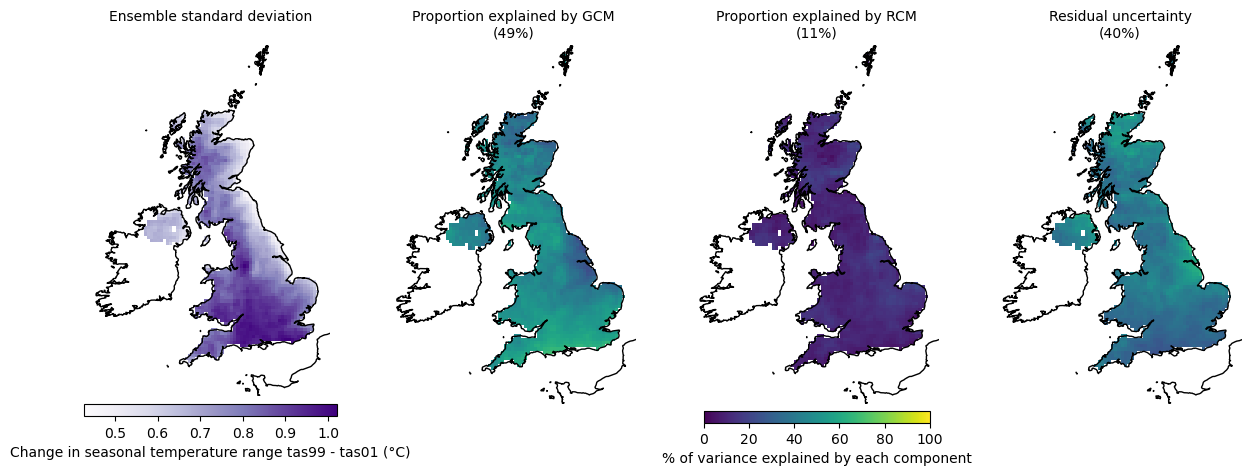 Ensemble standard deviation
Proportion explained by GCM
(49%)
Proportion explained by RCM
(11%)
Residual uncertainty
(40%)
0.5 0.6 0.7 0.8 0.9 1.0
Change in seasonal temperature range tas99 - tas01 (°C)
0 20 40 60 80 100
% of variance explained by each component